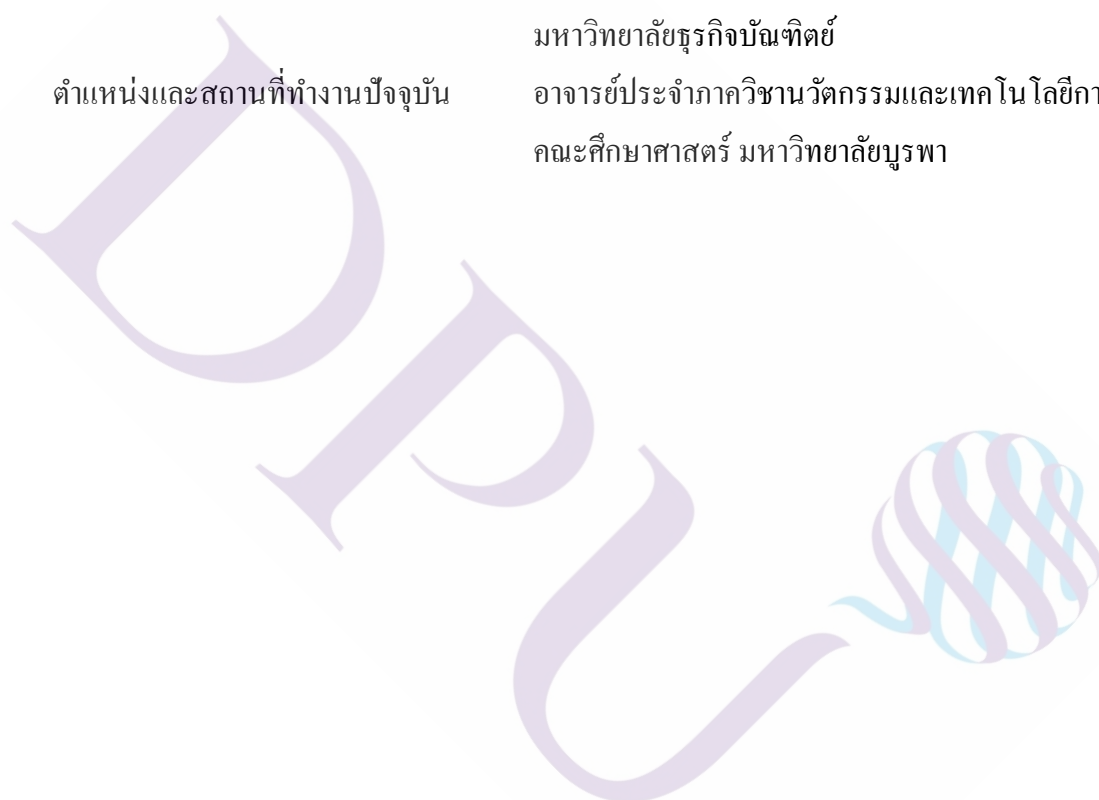 มหาวิทยาลัยธุรกิจบัณฑิตย์
ตำแหน่งและสถานที่ทำงานปัจจุบัน อาจารย์ประจำภาควิชานวัตกรรมและเทคโนโลยีกา
คณะศึกษาศาสตร์ มหาวิทยาลัยบูรพา
DPU